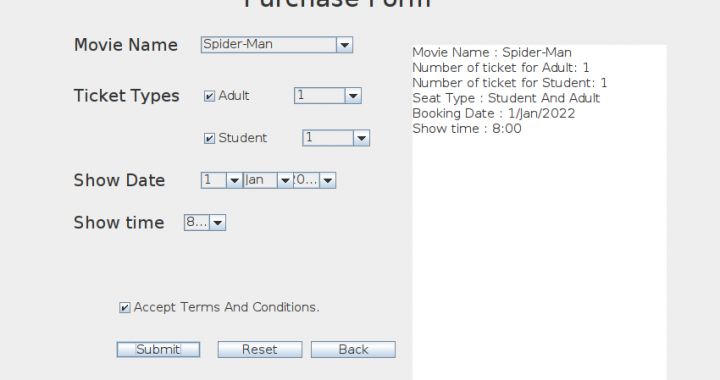 Purchase Form
Movie Name Spider-Man
Ticket Types Adult 1
Student 1
Show Date 1 Jan 20...
Show time 8...
Accept Terms And Conditions.
Submit Reset Back
Movie Name : Spider-Man
Number of ticket for Adult: 1
Number of ticket for Student: 1
Seat Type : Student And Adult
Booking Date : 1/Jan/2022
Show time : 8:00